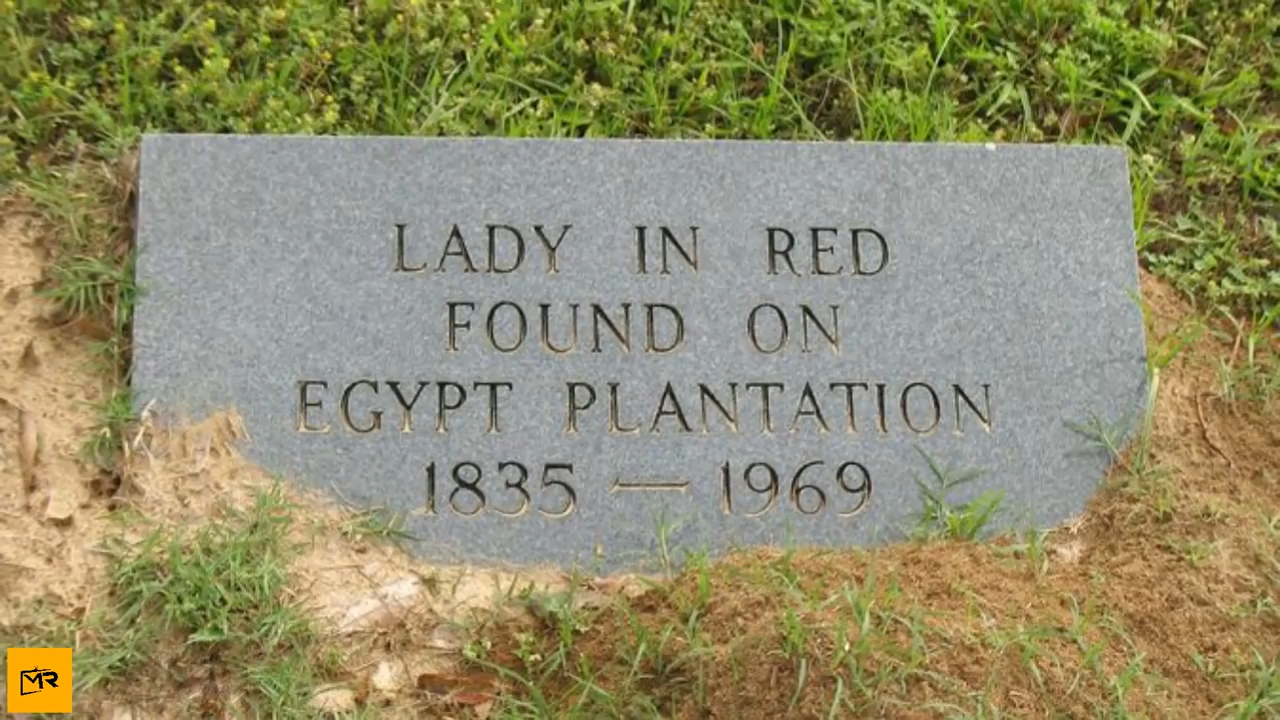 LADY IN RED
FOUND ON
EGYPT PLANTATION
1835 — 1969
MR